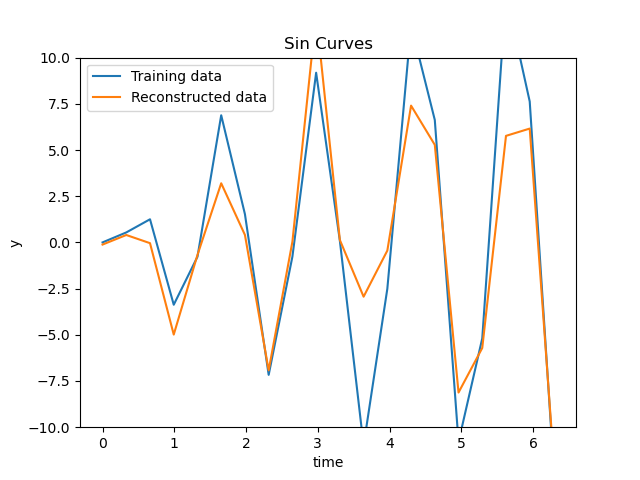 Sin Curves
Training data
Reconstructed data
10.0
7.5
5.0
2.5
0.0
−2.5
−5.0
−7.5
−10.0
y
0 1 2 3 4 5 6
time